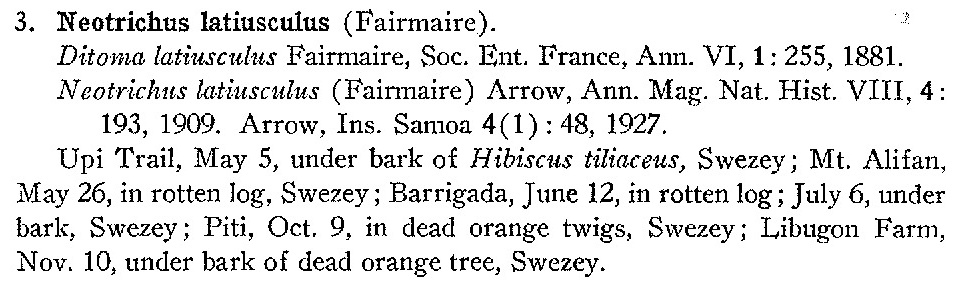 3. Neotrichus latiusculus (Fairmaire).
Ditoma latiusculus Fairmaire, Soc. Ent. France, Ann. VI, 1: 255, 1881.
Neotrichus latiusculus (Fairmaire) Arrow, Ann. Mag. Nat. Hist. VIII, 4:
193, 1909. Arrow, Ins. Samoa 4(1): 48, 1927.
Upi Trail, May 5, under bark of Hibiscus tiliaceus, Swezey; Mt. Alifan,
May 26, in rotten log, Swezey; Barrigada, June 12, in rotten log; July 6, under
bark, Swezey; Piti, Oct. 9, in dead orange twigs, Swezey; Libugon Farm,
Nov. 10, under bark of dead orange tree, Swezey.